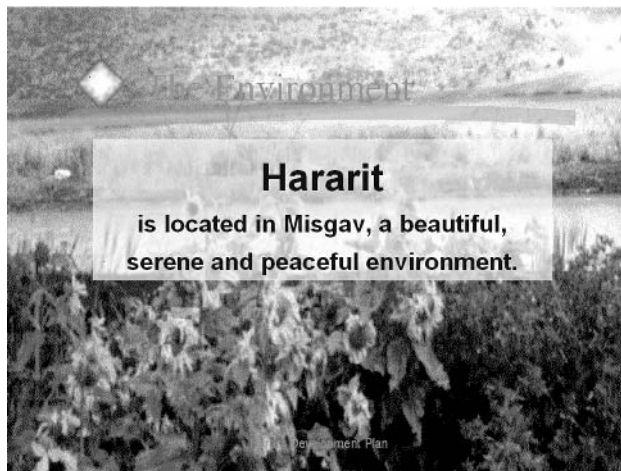 The Environment
Hararit
is located in Misgav, a beautiful,
serene and peaceful environment.
Development Plan